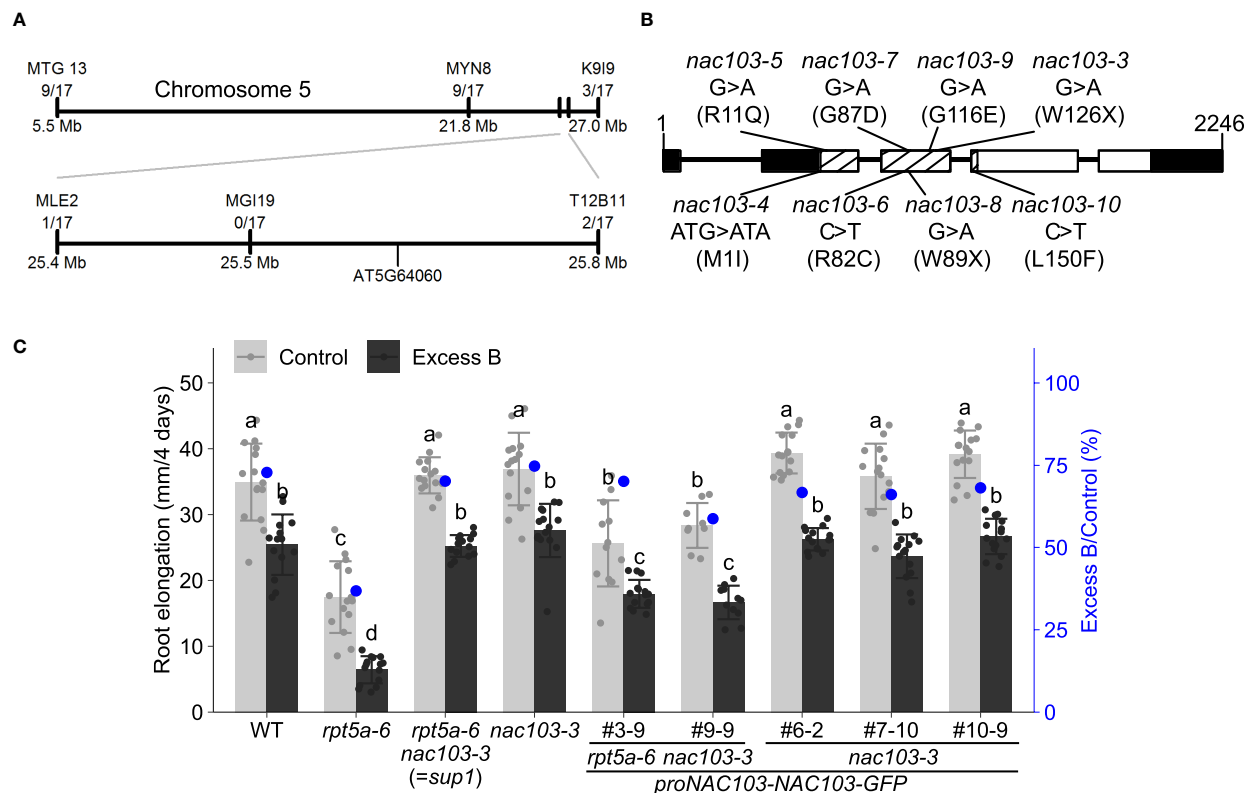 A
MTG 13
9/17
Chromosome 5
MYN8
9/17
K9I9
3/17
5.5 Mb
21.8 Mb
27.0 Mb
MLE2
1/17
MGI19
0/17
T12B11
2/17
25.4 Mb
25.5 Mb
AT5G64060
25.8 Mb
B
nac103-5
G>A
(R11Q)
nac103-7
G>A
(G87D)
nac103-9
G>A
(G116E)
nac103-3
G>A
(W126X)
1
2246
nac103-4
ATG>ATA
(M1I)
nac103-6
C>T
(R82C)
nac103-8
G>A
(W89X)
nac103-10
C>T
(L150F)
C
Control
Excess B
Root elongation (mm/4 days)
50
40
30
20
10
0
a
b
c
d
a
b
a
b
b
c
b
c
a
b
a
b
a
b
100
75
50
25
0
Excess B/Control (%)
WT
rpt5a-6
rpt5a-6
nac103-3
(=sup1)
nac103-3
#3-9
#9-9
#6-2
#7-10
#10-9
rpt5a-6 nac103-3
nac103-3
proNAC103-NAC103-GFP